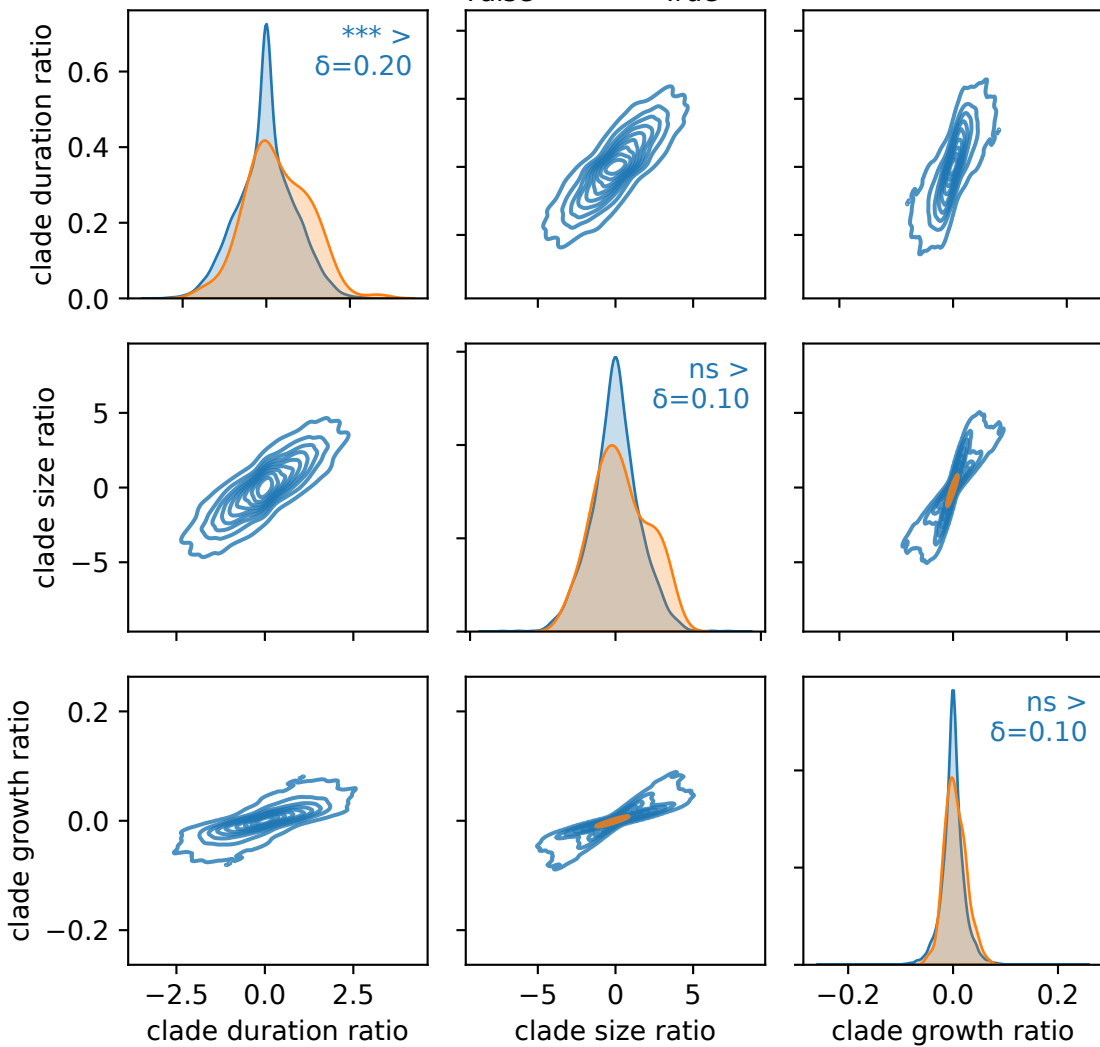 clade duration ratio
0.6
0.4
0.2
0.0
*** >
δ=0.20
clade size ratio
5
0
−5
ns >
δ=0.10
clade growth ratio
0.2
0.0
−0.2
ns >
δ=0.10
−2.5 0.0 2.5
−5 0 5
−0.2 0.0 0.2
clade duration ratio
clade size ratio
clade growth ratio